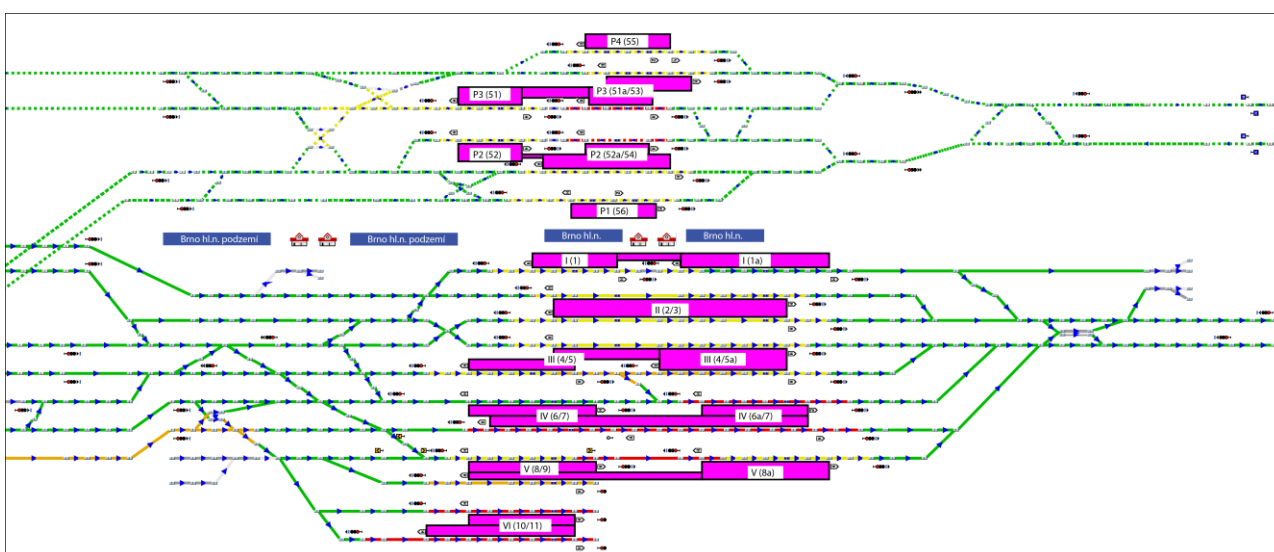 P4 (55)
P3 (51a/53)
P3 (51)
P2 (52)
P2 (52a/54)
P1 (56)
Brno hl.n. podzemí
Brno hl.n. podzemí
Brno hl.n.
Brno hl.n.
I (1)
I (1a)
II (2/3)
III (4/5)
III (4/5a)
IV (6/7)
IV (6a/7)
V (8/9)
V (8a)
VI (10/11)